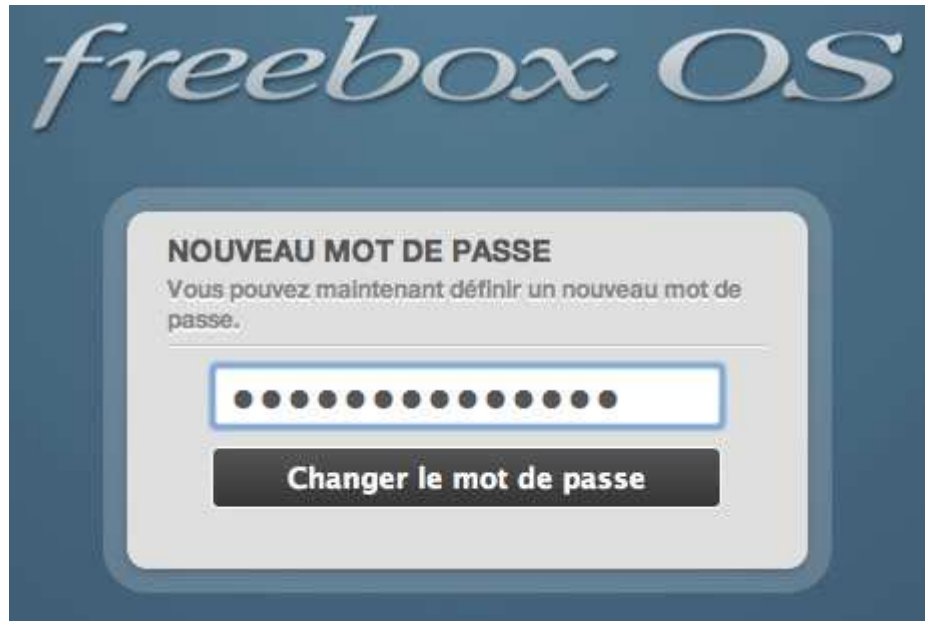 freebox OS
NOUVEAU MOT DE PASSE
Vous pouvez maintenant définir un nouveau mot de
passe.
●●●●●●●●●●●●●●
Changer le mot de passe